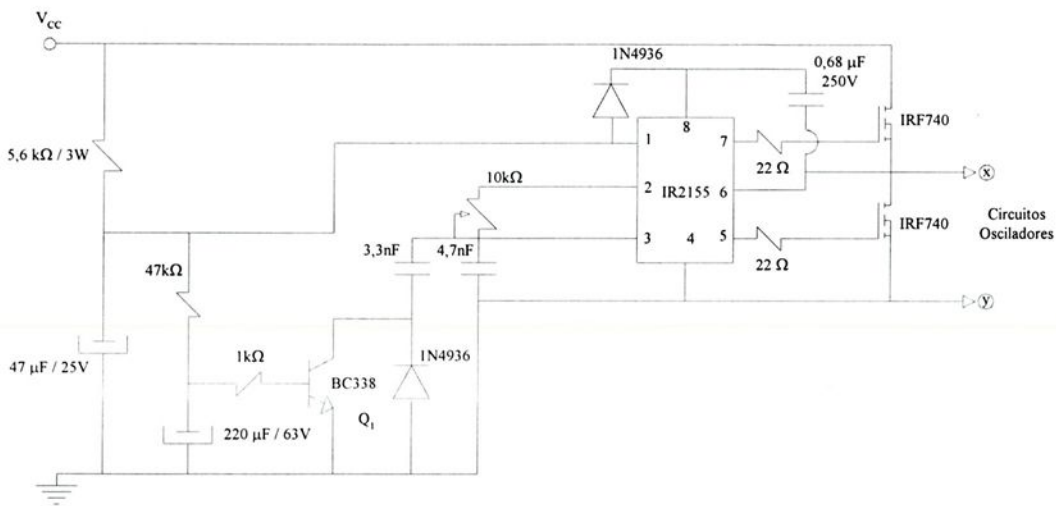 V_CC
1N4936
0,68 µF
250V
5,6 kΩ / 3W
1
8
7
IRF740
10kΩ
22 Ω
2
IR2155
6
x
3,3nF
4,7nF
3
4
5
IRF740
Circuitos
Osciladores
47kΩ
22 Ω
y
1kΩ
1N4936
47 µF / 25V
BC338
Q₁
220 µF / 63V